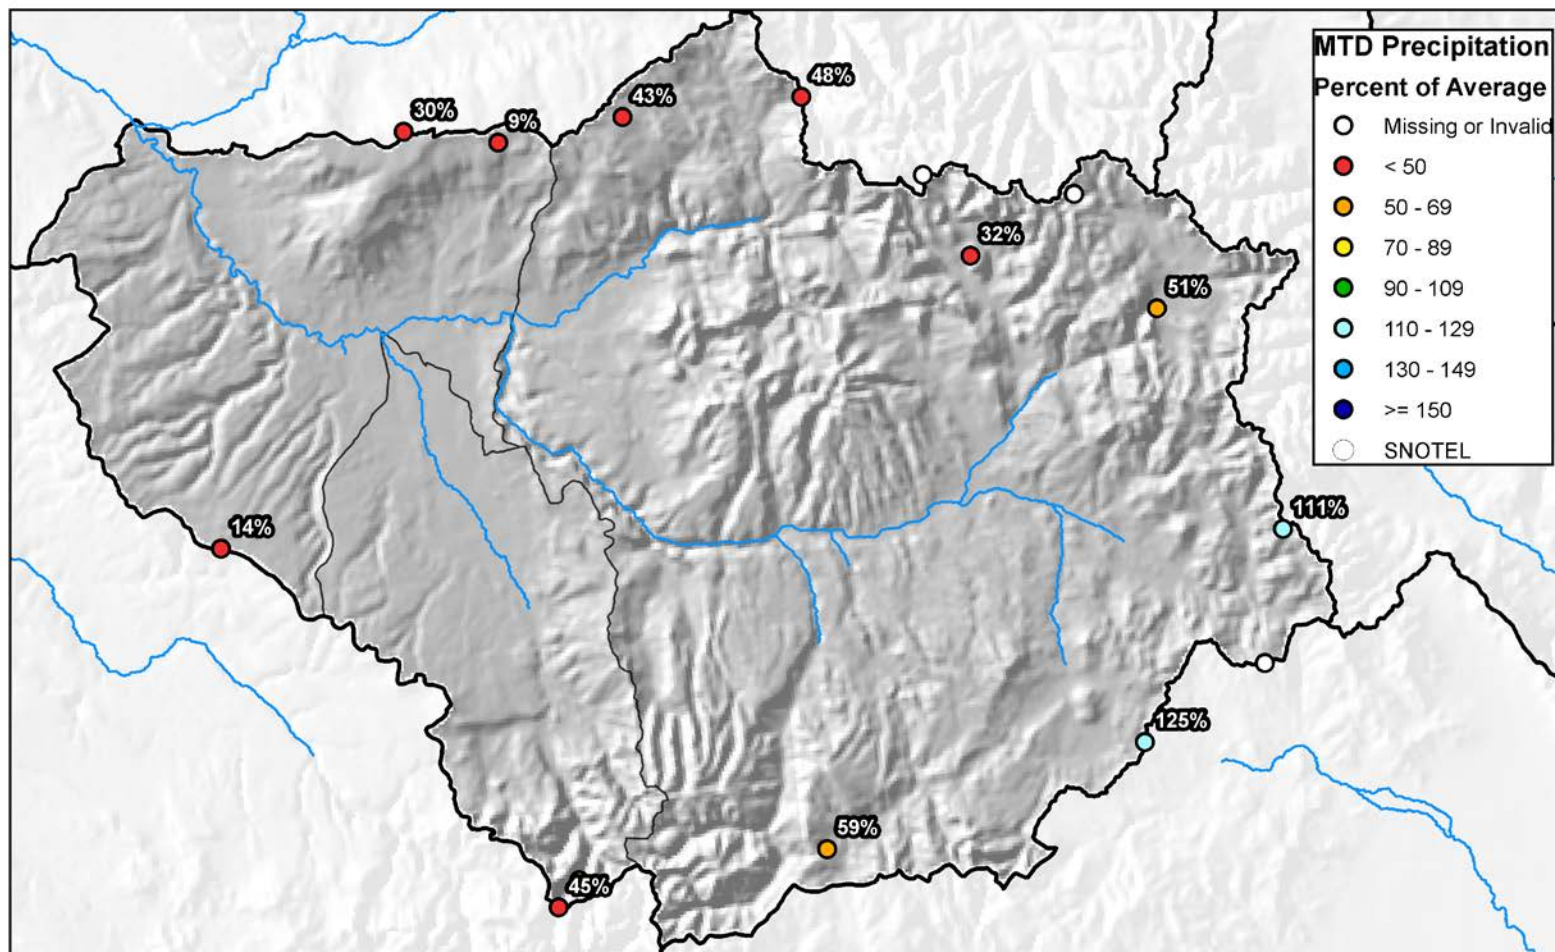 MTD Precipitation
Percent of Average
Missing or Invalid
< 50
50 - 69
70 - 89
90 - 109
110 - 129
130 - 149
>= 150
SNOTEL
48%
43%
30%
9%
32%
51%
111%
14%
125%
59%
45%